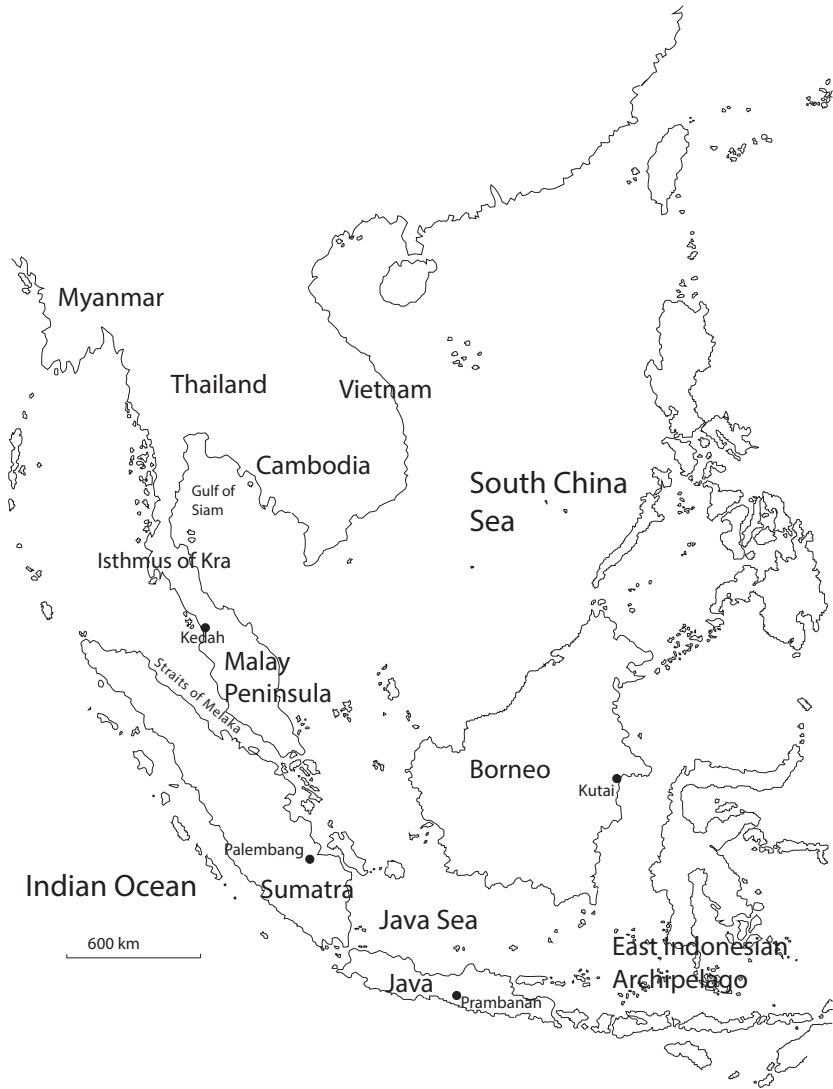 Myanmar
Thailand
Vietnam
Cambodia
Gulf of
Siam
South China
Sea
Isthmus of Kra
Kedah
Malay
Peninsula
Straits of Melaka
Borneo
Kutai
Palembang
Indian Ocean
Sumatra
Java Sea
600 km
East Indonesian
Archipelago
Java
Prambanan